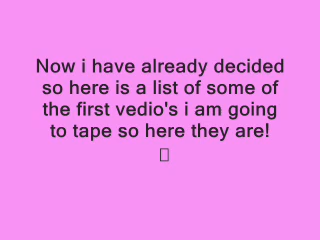 Now i have already decided
so here is a list of some of
the first vedio's i am going
to tape so here they are!